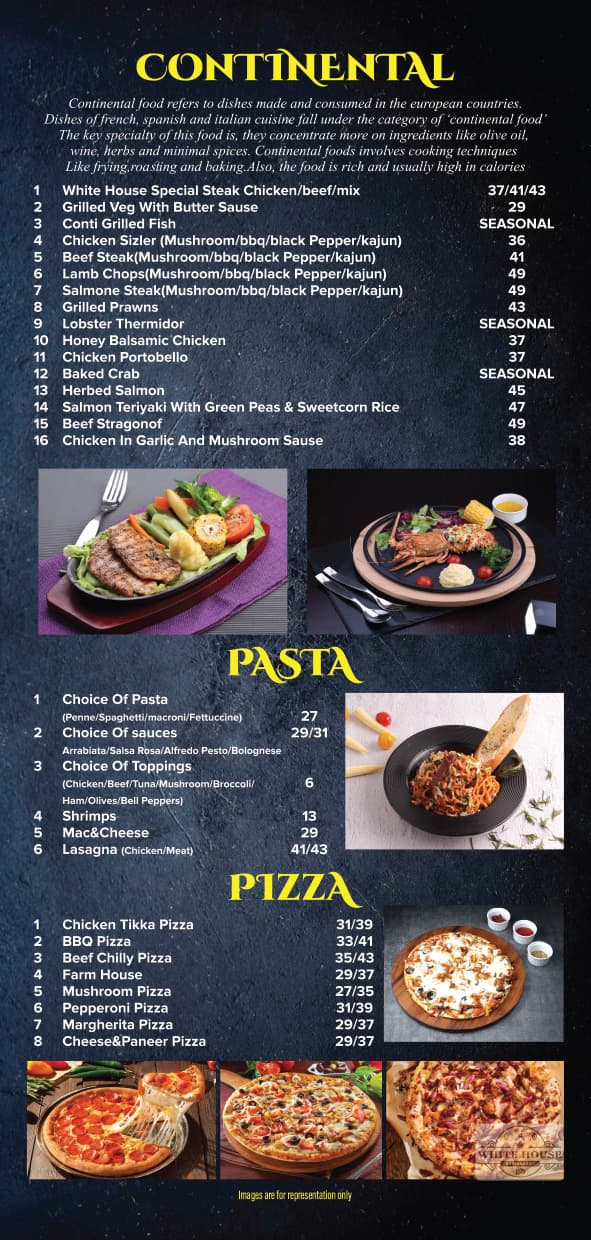 CONTINENTAL
Continental food refers to dishes made and consumed in the european countries.
Dishes of french, spanish and italian cuisine fall under the category of ‘continental food’
The key specialty of this food is, they concentrate more on ingredients like olive oil,
wine, herbs and minimal spices. Continental foods involves cooking techniques
Like frying,roasting and baking.Also, the food is rich and usually high in calories
1 White House Special Steak Chicken/beef/mix 37/41/43
2 Grilled Veg With Butter Sause 29
3 Conti Grilled Fish SEASONAL
4 Chicken Sizler (Mushroom/bbq/black Pepper/kajun) 36
5 Beef Steak(Mushroom/bbq/black Pepper/kajun) 41
6 Lamb Chops(Mushroom/bbq/black Pepper/kajun) 49
7 Salmone Steak(Mushroom/bbq/black Pepper/kajun) 49
8 Grilled Prawns 43
9 Lobster Thermidor SEASONAL
10 Honey Balsamic Chicken 37
11 Chicken Portobello 37
12 Baked Crab SEASONAL
13 Herbed Salmon 45
14 Salmon Teriyaki With Green Peas & Sweetcorn Rice 47
15 Beef Stragonof 49
16 Chicken In Garlic And Mushroom Sause 38
PASTA
1 Choice Of Pasta
(Penne/Spaghetti/macroni/Fettuccine) 27
2 Choice Of sauces 29/31
Arrabiata/Salsa Rosa/Alfredo Pesto/Bolognese
3 Choice Of Toppings
(Chicken/Beef/Tuna/Mushroom/Broccoli/ 6
Ham/Olives/Bell Peppers)
4 Shrimps 13
5 Mac&Cheese 29
6 Lasagna (Chicken/Meat) 41/43
PIZZA
1 Chicken Tikka Pizza 31/39
2 BBQ Pizza 33/41
3 Beef Chilly Pizza 35/43
4 Farm House 29/37
5 Mushroom Pizza 27/35
6 Pepperoni Pizza 31/39
7 Margherita Pizza 29/37
8 Cheese&Paneer Pizza 29/37
WHITE HOUSE
Images are for representation only